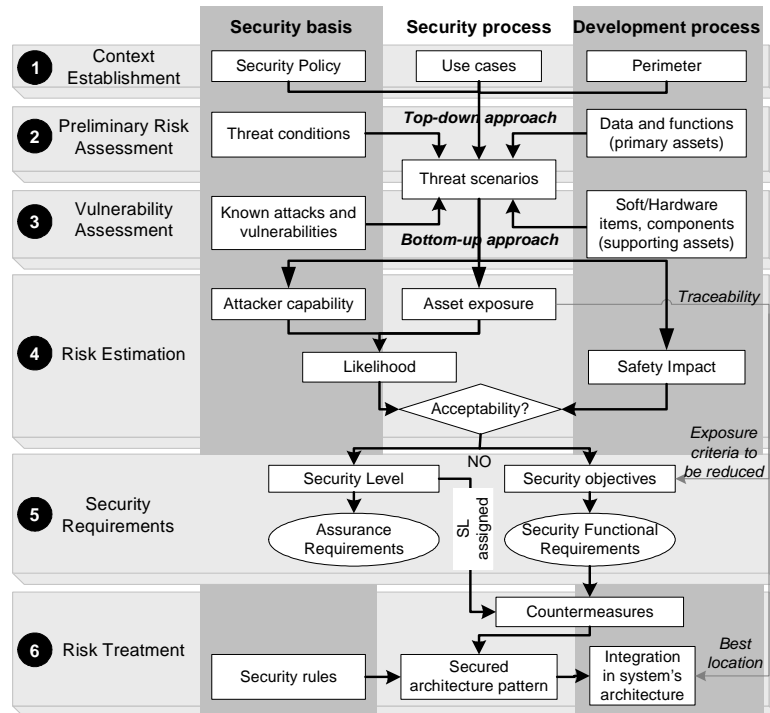 Security basis
Security process
Development process
1
Context
Establishment
Security Policy
Use cases
Perimeter
2
Preliminary Risk
Assessment
Top-down approach
Threat conditions
Data and functions
(primary assets)
Threat scenarios
3
Vulnerability
Assessment
Known attacks and
vulnerabilities
Bottom-up approach
Soft/Hardware
items, components
(supporting assets)
4
Risk Estimation
Attacker capability
Asset exposure
Traceability
Likelihood
Safety Impact
Acceptability?
NO
Exposure
criteria to
be reduced
5
Security
Requirements
Security Level
Security objectives
Assurance
Requirements
SL
assigned
Security Functional
Requirements
6
Risk Treatment
Countermeasures
Security rules
Secured
architecture pattern
Integration
in system's
architecture
Best
location